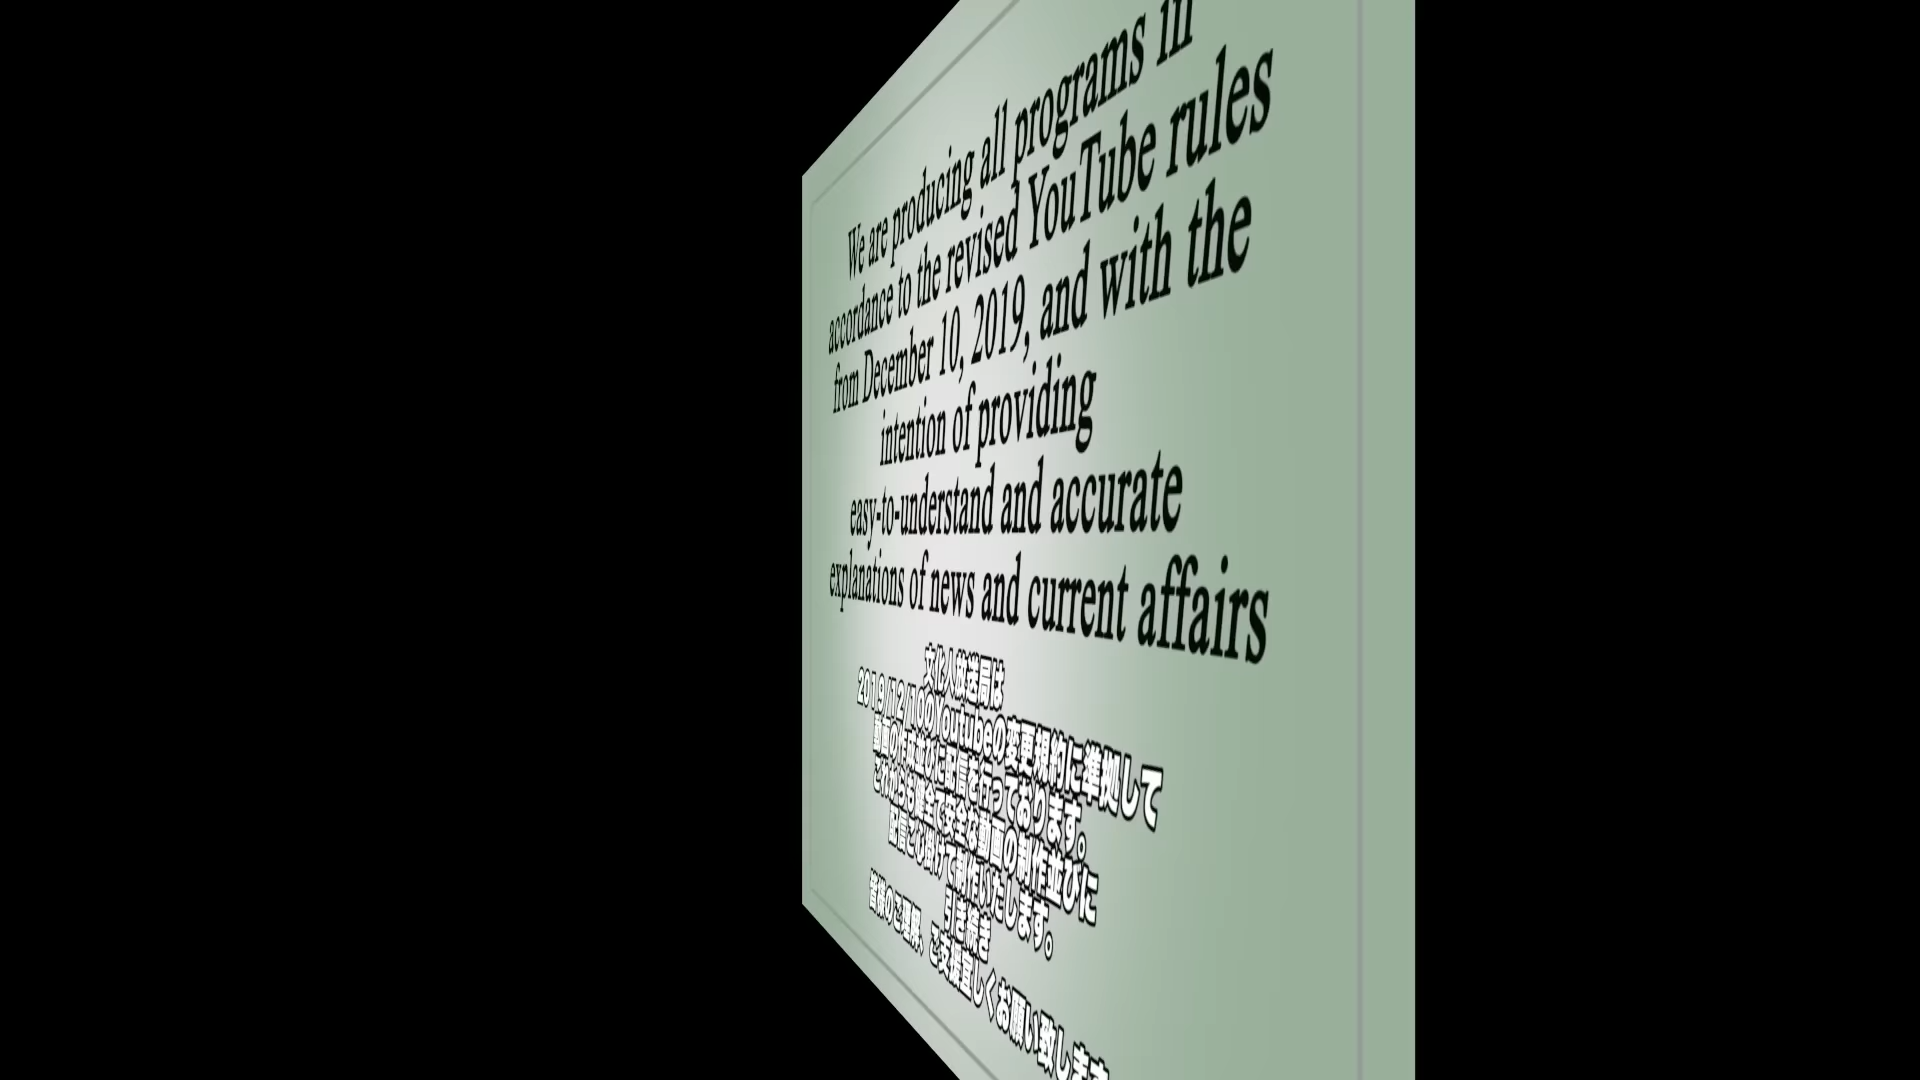 We are producing all programs in
accordance to the revised YouTube rules
from December 10, 2019, and with the
intention of providing
easy-to-understand and accurate
explanations of news and current affairs
文化人放送局は
2019/12/10のYoutubeの変更規約に準拠して
動画の作成並びに配信を行っております。
これからも健全で安全な動画の制作並びに
配信を心掛けて制作いたします。
引き続き
皆様のご理解、ご支援宜しくお願い致します